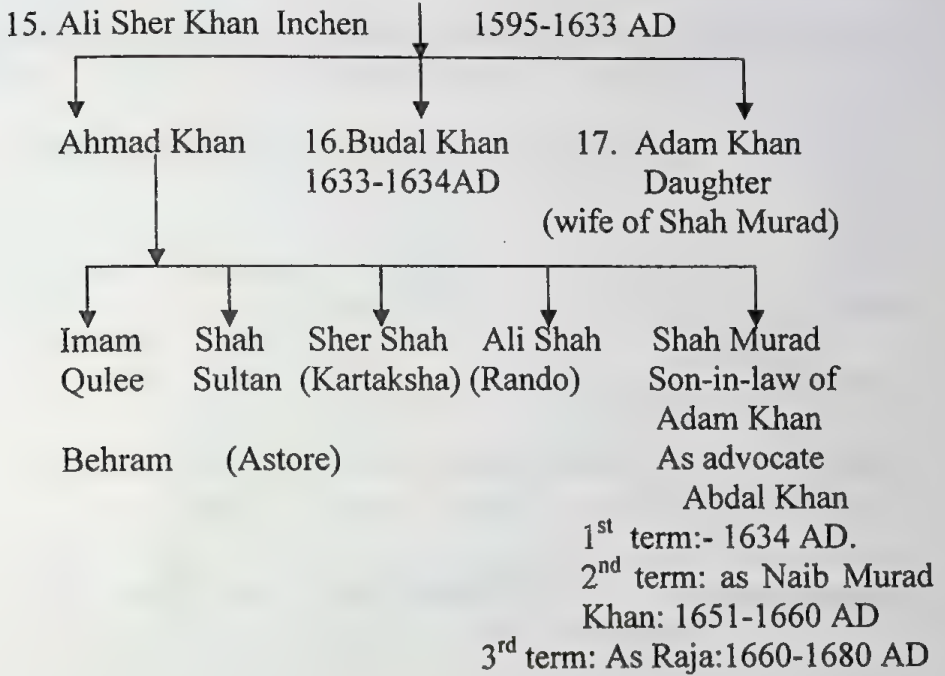 15. Ali Sher Khan Inchen 1595-1633 AD
Ahmad Khan 16.Budal Khan 17. Adam Khan
1633-1634AD Daughter
(wife of Shah Murad)
Imam Shah Sher Shah Ali Shah Shah Murad
Qulee Sultan (Kartaksha) (Rando) Son-in-law of
Adam Khan
Behram (Astore) As advocate
Abdal Khan
1st term:- 1634 AD.
2nd term: as Naib Murad
Khan: 1651-1660 AD
3rd term: As Raja:1660-1680 AD